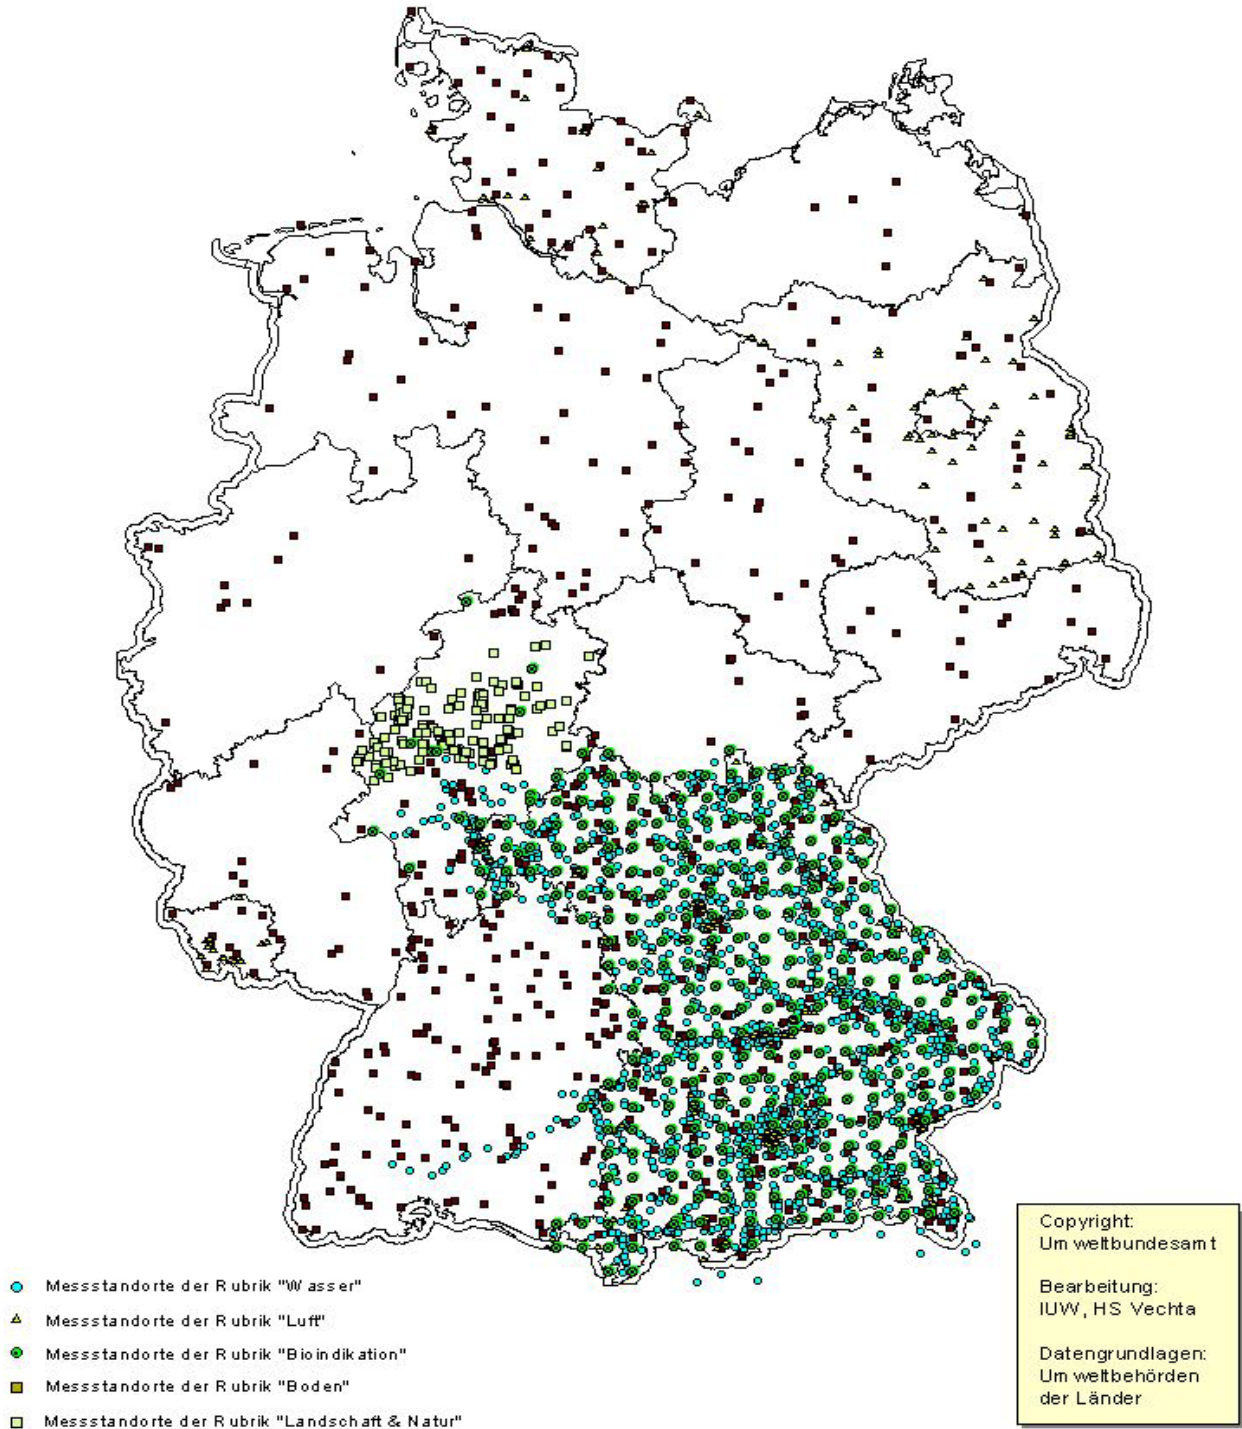 Messstandorte der Rubrik "Wasser"
Messstandorte der Rubrik "Luft"
Messstandorte der Rubrik "Bioindikation"
Messstandorte der Rubrik "Boden"
Messstandorte der Rubrik "Landschaft & Natur"
Copyright:
Umweltbundesamt
Bearbeitung:
IUW, HS Vechta
Datengrundlagen:
Umweltbehörden
der Länder